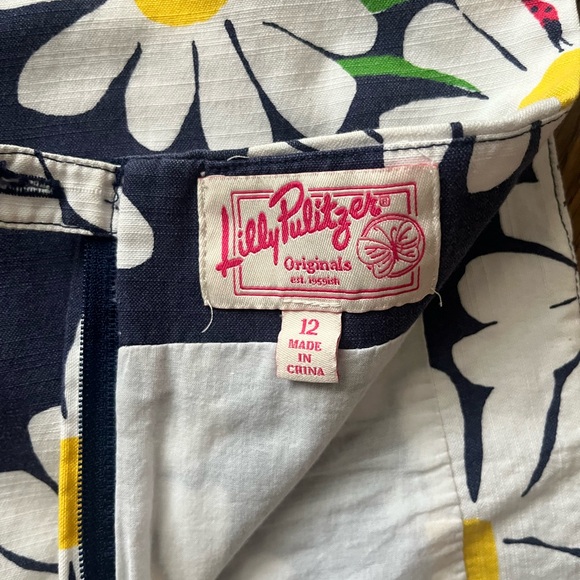 Lilly Pulitzer®
Originals
est. 1959ish
12
MADE
IN
CHINA